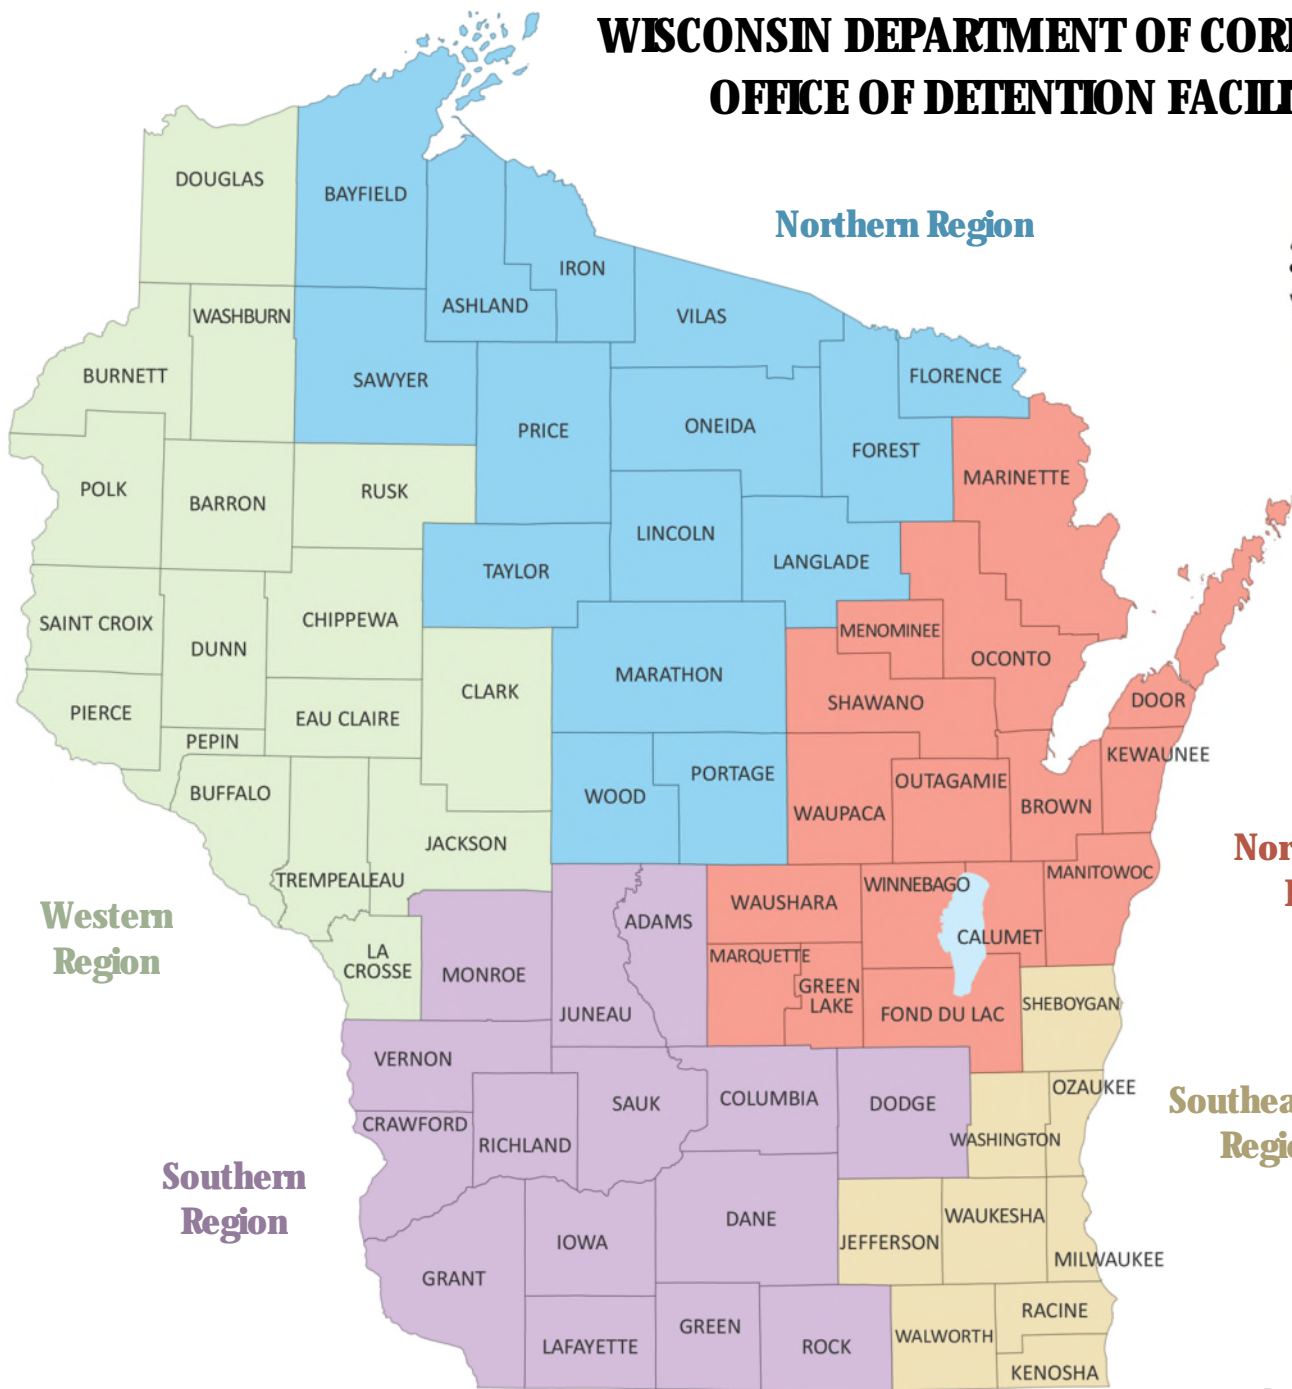 WISCONSIN DEPARTMENT OF COR
OFFICE OF DETENTION FACILI
DOUGLAS
BAYFIELD
Northern Region
IRON
ASHLAND
WASHBURN
VILAS
BURNETT
SAWYER
FLORENCE
PRICE
ONEIDA
FOREST
MARINETTE
POLK
BARRON
RUSK
LINCOLN
LANGLADE
TAYLOR
SAINT CROIX
CHIPPEWA
DUNN
MENOMINEE
OCONTO
MARATHON
CLARK
SHAWANO
DOOR
PIERCE
EAU CLAIRE
PEPIN
KEWAUNEE
BUFFALO
WOOD
PORTAGE
OUTAGAMIE
BROWN
WAUPACA
JACKSON
Nor
TREMPEALEAU
WINNEBAGO
MANITOWOC
WAUSHARA
Western
Region
ADAMS
CALUMET
LA
CROSSE
MONROE
MARQUETTE
GREEN
LAKE
JUNEAU
FOND DU LAC
SHEBOYGAN
VERNON
SAUK
COLUMBIA
DODGE
OZAUKEE
Southea
Regi
CRAWFORD
RICHLAND
WASHINGTON
Southern
Region
DANE
WAUKESHA
IOWA
JEFFERSON
MILWAUKEE
GRANT
RACINE
GREEN
LAFAYETTE
ROCK
WALWORTH
KENOSHA